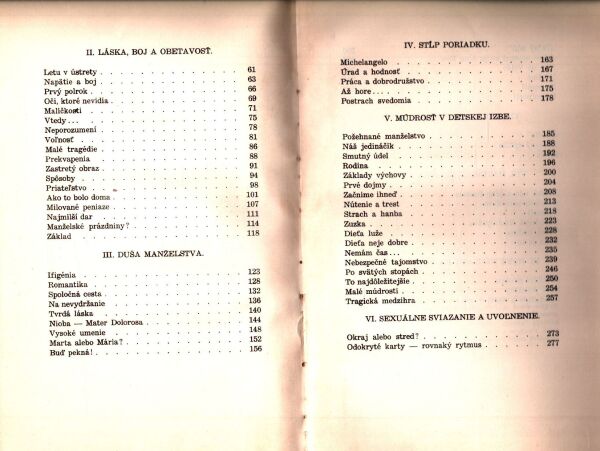 II. LÁSKA, BOJ A OBETAVOSŤ.
Letu v ústrety . . . . . . . . . . . . 61
Napätie a boj . . . . . . . . . . . . 63
Prvý polrok . . . . . . . . . . . . 66
Oči, ktoré nevidia . . . . . . . . . . . . 69
Maličkosti . . . . . . . . . . . . 71
Vtedy... . . . . . . . . . . . . 75
Neporozumení . . . . . . . . . . . . 78
Voľnosť . . . . . . . . . . . . 81
Malé tragédie . . . . . . . . . . . . 86
Prekvapenia . . . . . . . . . . . . 88
Zastretý obraz . . . . . . . . . . . . 91
Spôsoby . . . . . . . . . . . . 94
Priateľstvo . . . . . . . . . . . . 98
Ako to bolo doma . . . . . . . . . . . . 101
Milované peniaze . . . . . . . . . . . . 107
Najmilší dar . . . . . . . . . . . . 111
Manželské prázdniny? . . . . . . . . . . . . 114
Základ . . . . . . . . . . . . 118
III. DUŠA MANŽELSTVA.
Ifigénia . . . . . . . . . . . . 123
Romantika . . . . . . . . . . . . 128
Spoločná cesta . . . . . . . . . . . . 132
Na nevydržanie . . . . . . . . . . . . 136
Tvrdá láska . . . . . . . . . . . . 140
Nioba — Mater Dolorosa . . . . . . . . . . . . 144
Vysoké umenie . . . . . . . . . . . . 148
Marta alebo Mária? . . . . . . . . . . . . 152
Buď pekná! . . . . . . . . . . . . 156
IV. STĹP PORIADKU.
Michelangelo . . . . . . . . . . . . 163
Úrad a hodnosť . . . . . . . . . . . . 167
Práca a dobrodružstvo . . . . . . . . . . . . 171
Až hore... . . . . . . . . . . . . 175
Postrach svedomia . . . . . . . . . . . . 178
V. MÚDROSŤ V DETSKEJ IZBE.
Požehnané manželstvo . . . . . . . . . . . . 185
Náš jedináčik . . . . . . . . . . . . 188
Smutný údel . . . . . . . . . . . . 192
Rodina . . . . . . . . . . . . 196
Základy výchovy . . . . . . . . . . . . 200
Prvé dojmy . . . . . . . . . . . . 204
Začnime ihneď . . . . . . . . . . . . 208
Nútenie a trest . . . . . . . . . . . . 213
Strach a hanba . . . . . . . . . . . . 218
Zuzka . . . . . . . . . . . . 223
Dieťa luže . . . . . . . . . . . . 228
Dieťa neje dobre . . . . . . . . . . . . 232
Nemám čas... . . . . . . . . . . . . 235
Nebezpečné tajomstvo . . . . . . . . . . . . 239
Po svätých stopách . . . . . . . . . . . . 246
To najdôležitejšie . . . . . . . . . . . . 250
Malé múdrosti . . . . . . . . . . . . 254
Tragická medzihra . . . . . . . . . . . . 257
VI. SEXUÁLNE SVIAZANIE A UVOĽNENIE.
Okraj alebo stred? . . . . . . . . . . . . 273
Odokryté karty — rovnaký rytmus . . . . . . . . . . . . 277